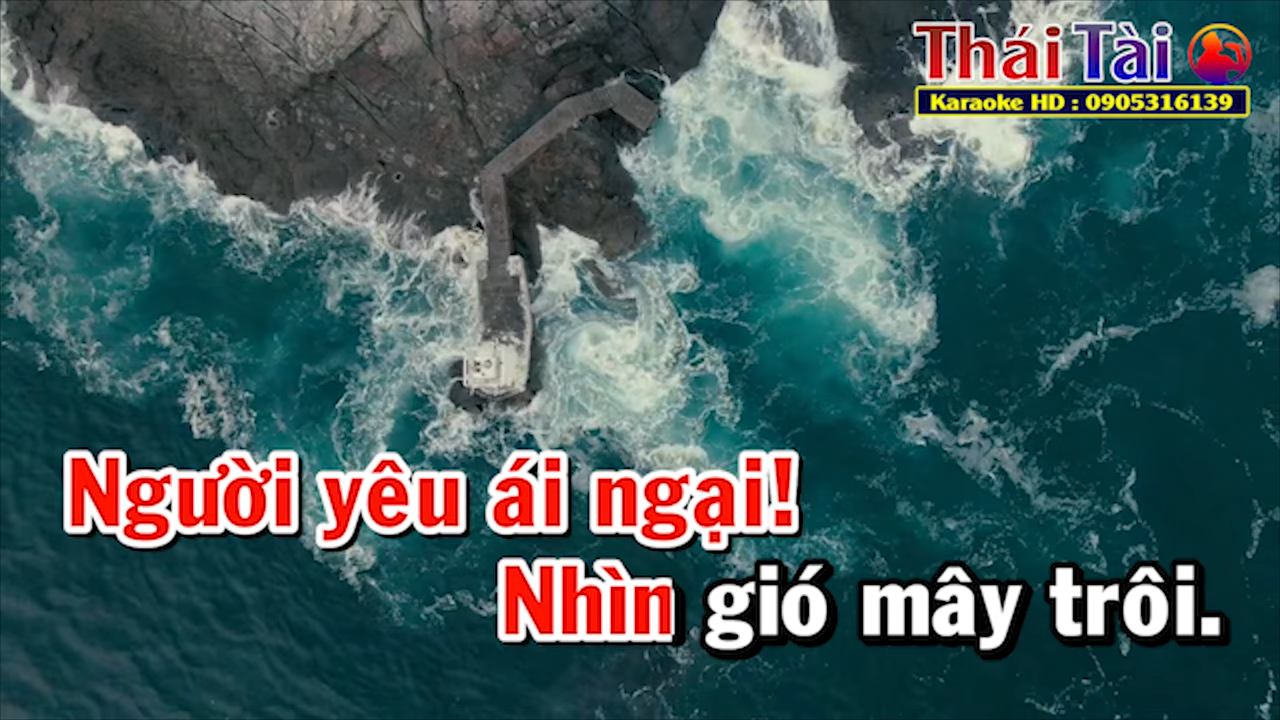 Thái Tài
Karaoke HD : 0905316139
Người yêu ái ngại!
Nhìn gió mây trôi.